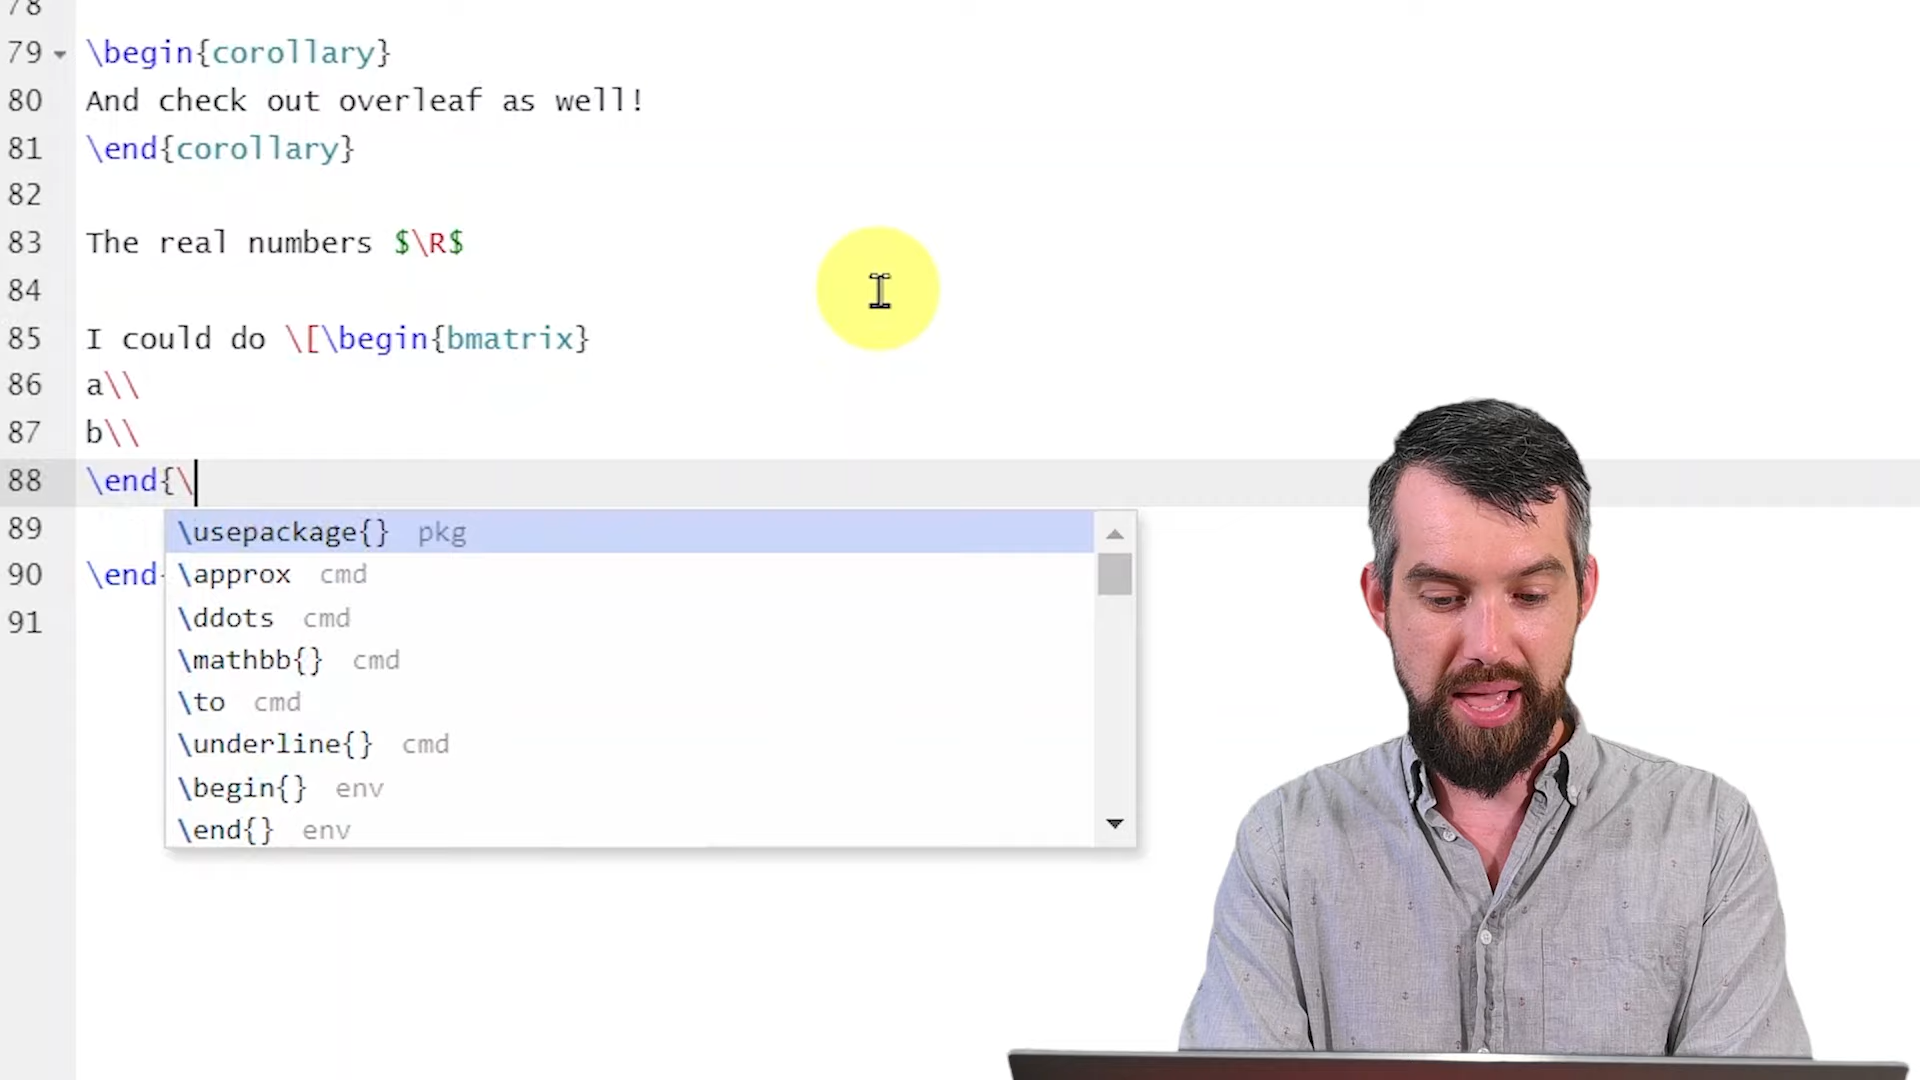 78
79 \begin{corollary}
80 And check out overleaf as well!
81 \end{corollary}
82
83 The real numbers $\R$
84
85 I could do \[\begin{bmatrix}
86 a\\
87 b\\
88 \end{\
89 \usepackage{} pkg
90 \end \approx cmd
91 \ddots cmd
\mathbb{} cmd
\to cmd
\underline{} cmd
\begin{} env
\end{} env